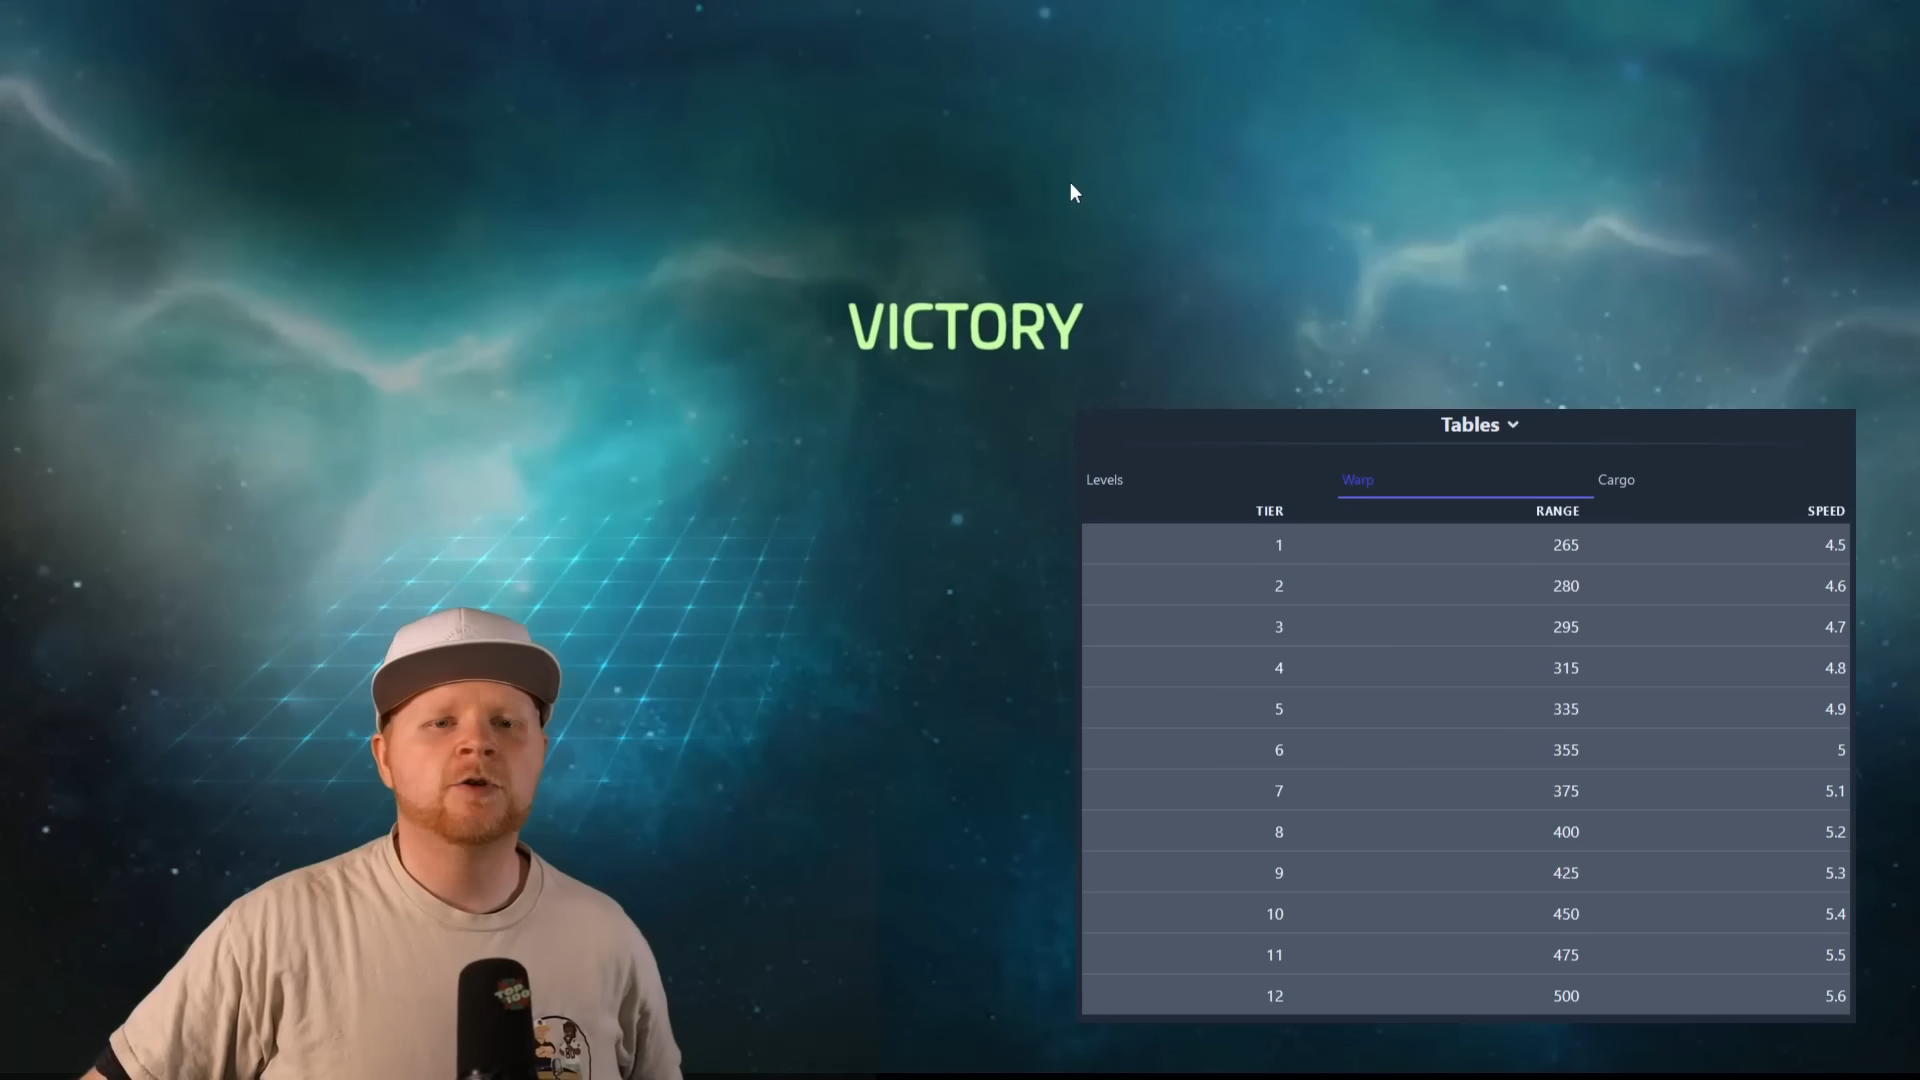 VICTORY
Tables
Levels Warp Cargo
TIER RANGE SPEED
1 265 4.5
2 280 4.6
3 295 4.7
4 315 4.8
5 335 4.9
6 355 5
7 375 5.1
8 400 5.2
9 425 5.3
10 450 5.4
11 475 5.5
12 500 5.6
TOP
100